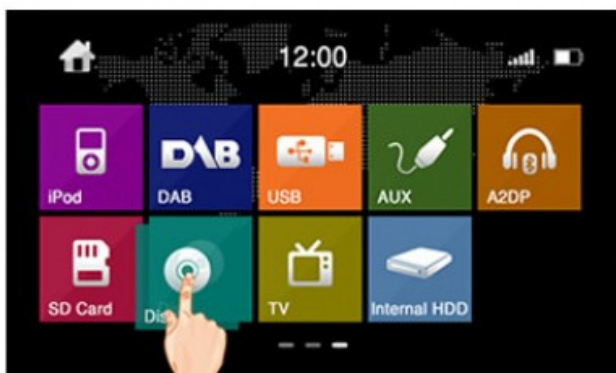 12:00
iPod
DAB
DAB
USB
AUX
A2DP
SD Card
TV
Internal HDD